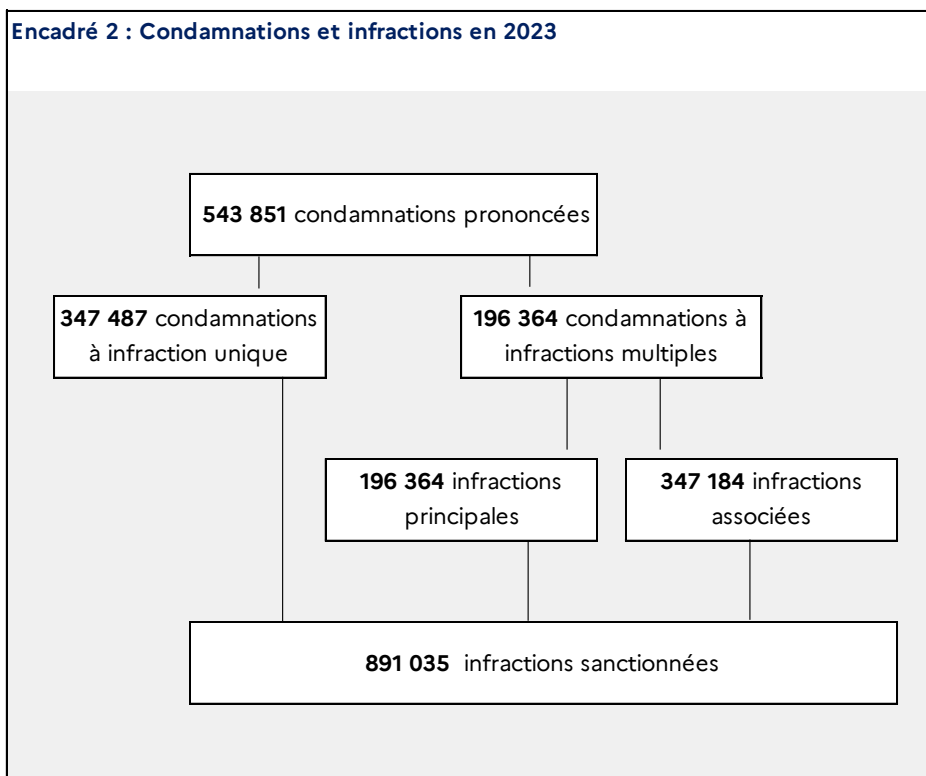 Encadré 2 : Condamnations et infractions en 2023
543 851 condamnations prononcées
347 487 condamnations
à infraction unique
196 364 condamnations à
infractions multiples
196 364 infractions
principales
347 184 infractions
associées
891 035 infractions sanctionnées